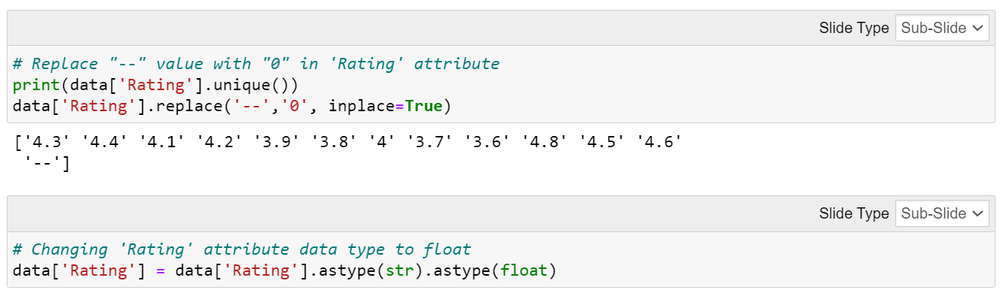 Slide Type Sub-Slide
# Replace "--" value with "0" in 'Rating' attribute
print(data['Rating'].unique())
data['Rating'].replace('--','0', inplace=True)
['4.3' '4.4' '4.1' '4.2' '3.9' '3.8' '4' '3.7' '3.6' '4.8' '4.5' '4.6'
'--']
Slide Type Sub-Slide
# Changing 'Rating' attribute data type to float
data['Rating'] = data['Rating'].astype(str).astype(float)